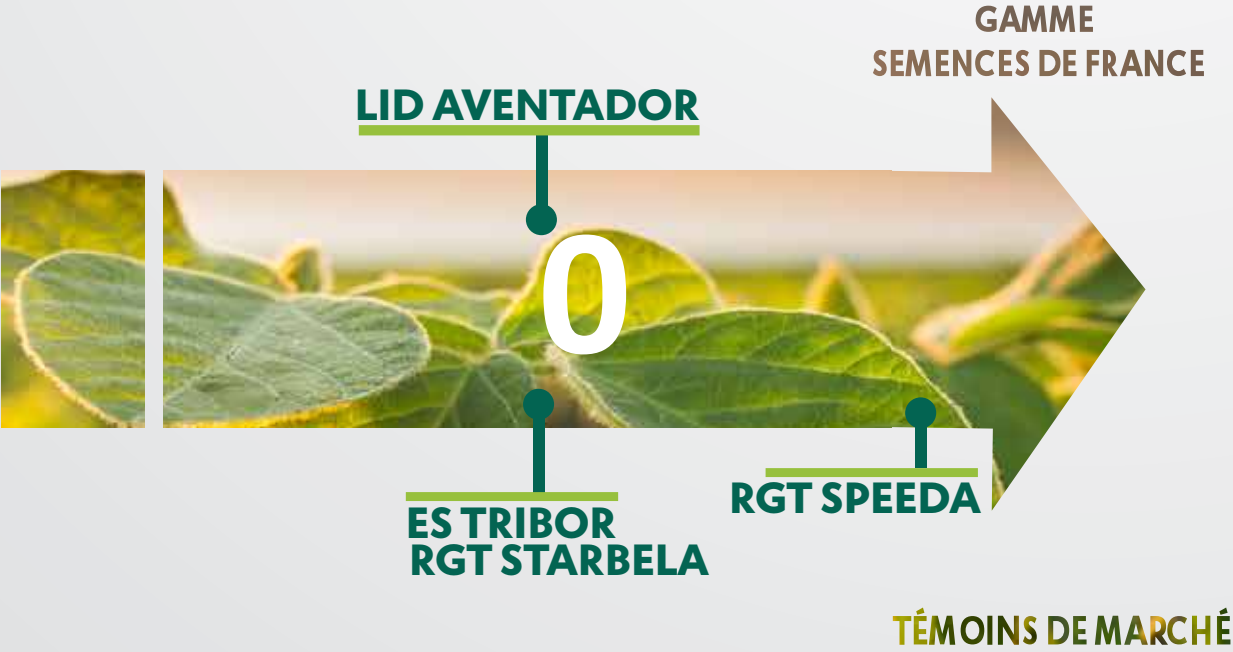 GAMME
SEMENCES DE FRANCE
LID AVENTADOR
0
RGT SPEEDA
ES TRIBOR
RGT STARBELA
TÉMOINS DE MARCHÉ